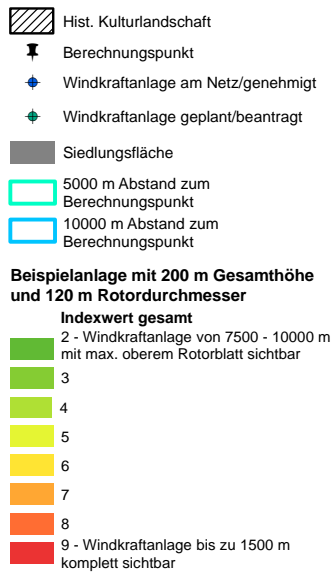 Hist. Kulturlandschaft
Berechnungspunkt
Windkraftanlage am Netz/genehmigt
Windkraftanlage geplant/beantragt
Siedlungsfläche
5000 m Abstand zum
Berechnungspunkt
10000 m Abstand zum
Berechnungspunkt
Beispielanlage mit 200 m Gesamthöhe
und 120 m Rotordurchmesser
Indexwert gesamt
2 - Windkraftanlage von 7500 - 10000 m
mit max. oberem Rotorblatt sichtbar
3
4
5
6
7
8
9 - Windkraftanlage bis zu 1500 m
komplett sichtbar